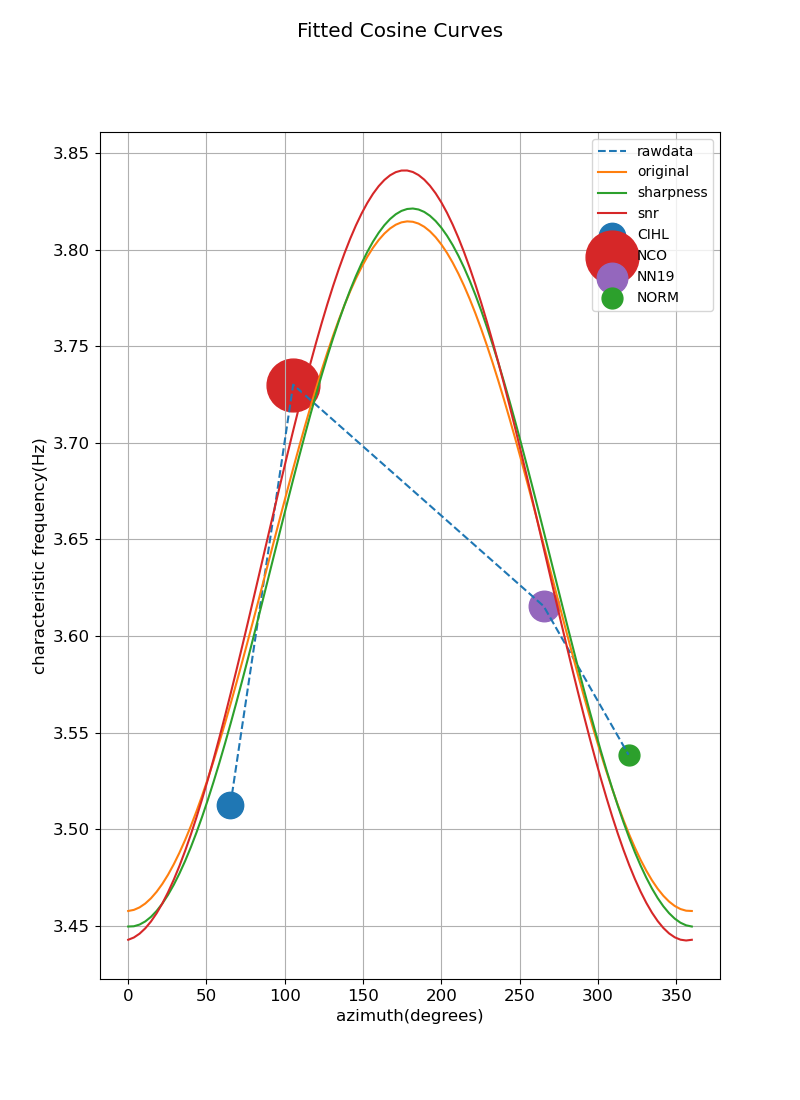 Fitted Cosine Curves
rawdata
original
sharpness
snr
CIHL
NCO
NN19
NORM
3.85
3.80
3.75
3.70
3.65
3.60
3.55
3.50
3.45
characteristic frequency(Hz)
0 50 100 150 200 250 300 350
azimuth(degrees)